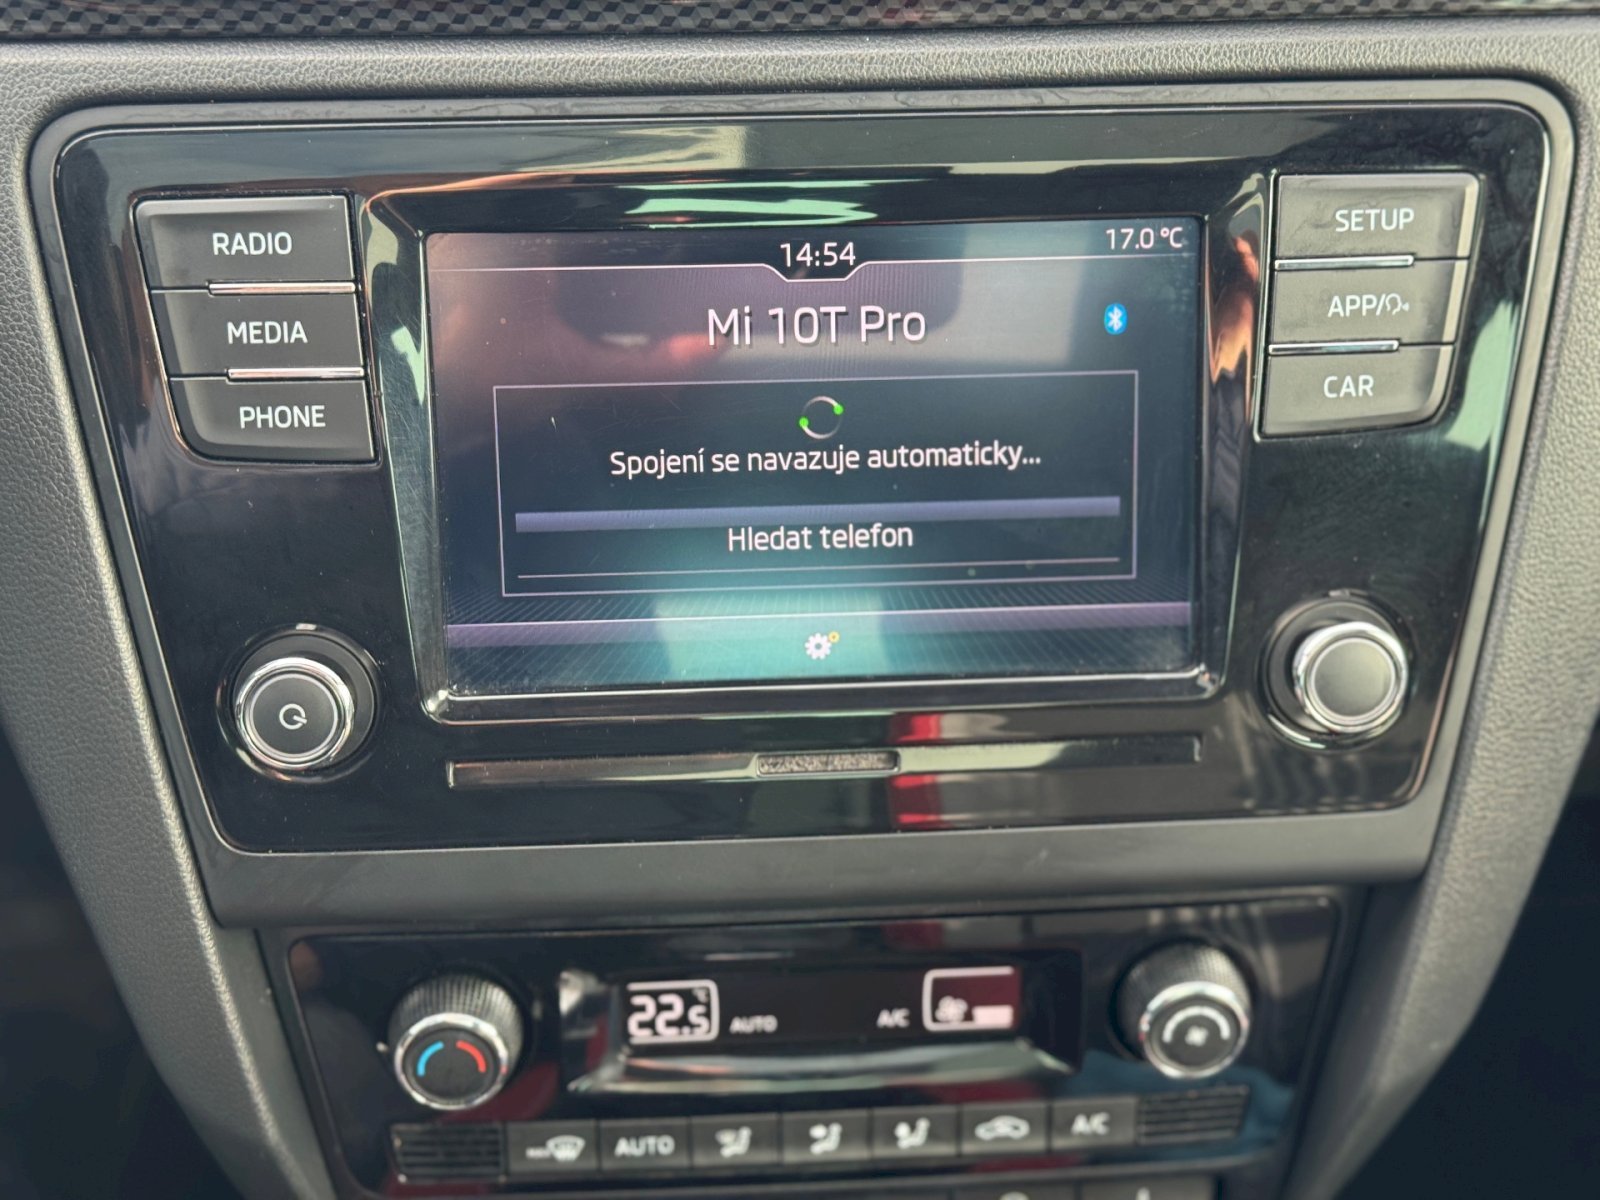 RADIO
MEDIA
PHONE
14:54
17.0 °C
Mi 10T Pro
Spojení se navazuje automaticky...
Hledat telefon
SETUP
APP/
CAR
22.5 °C
AUTO
A/C
AUTO
A/C